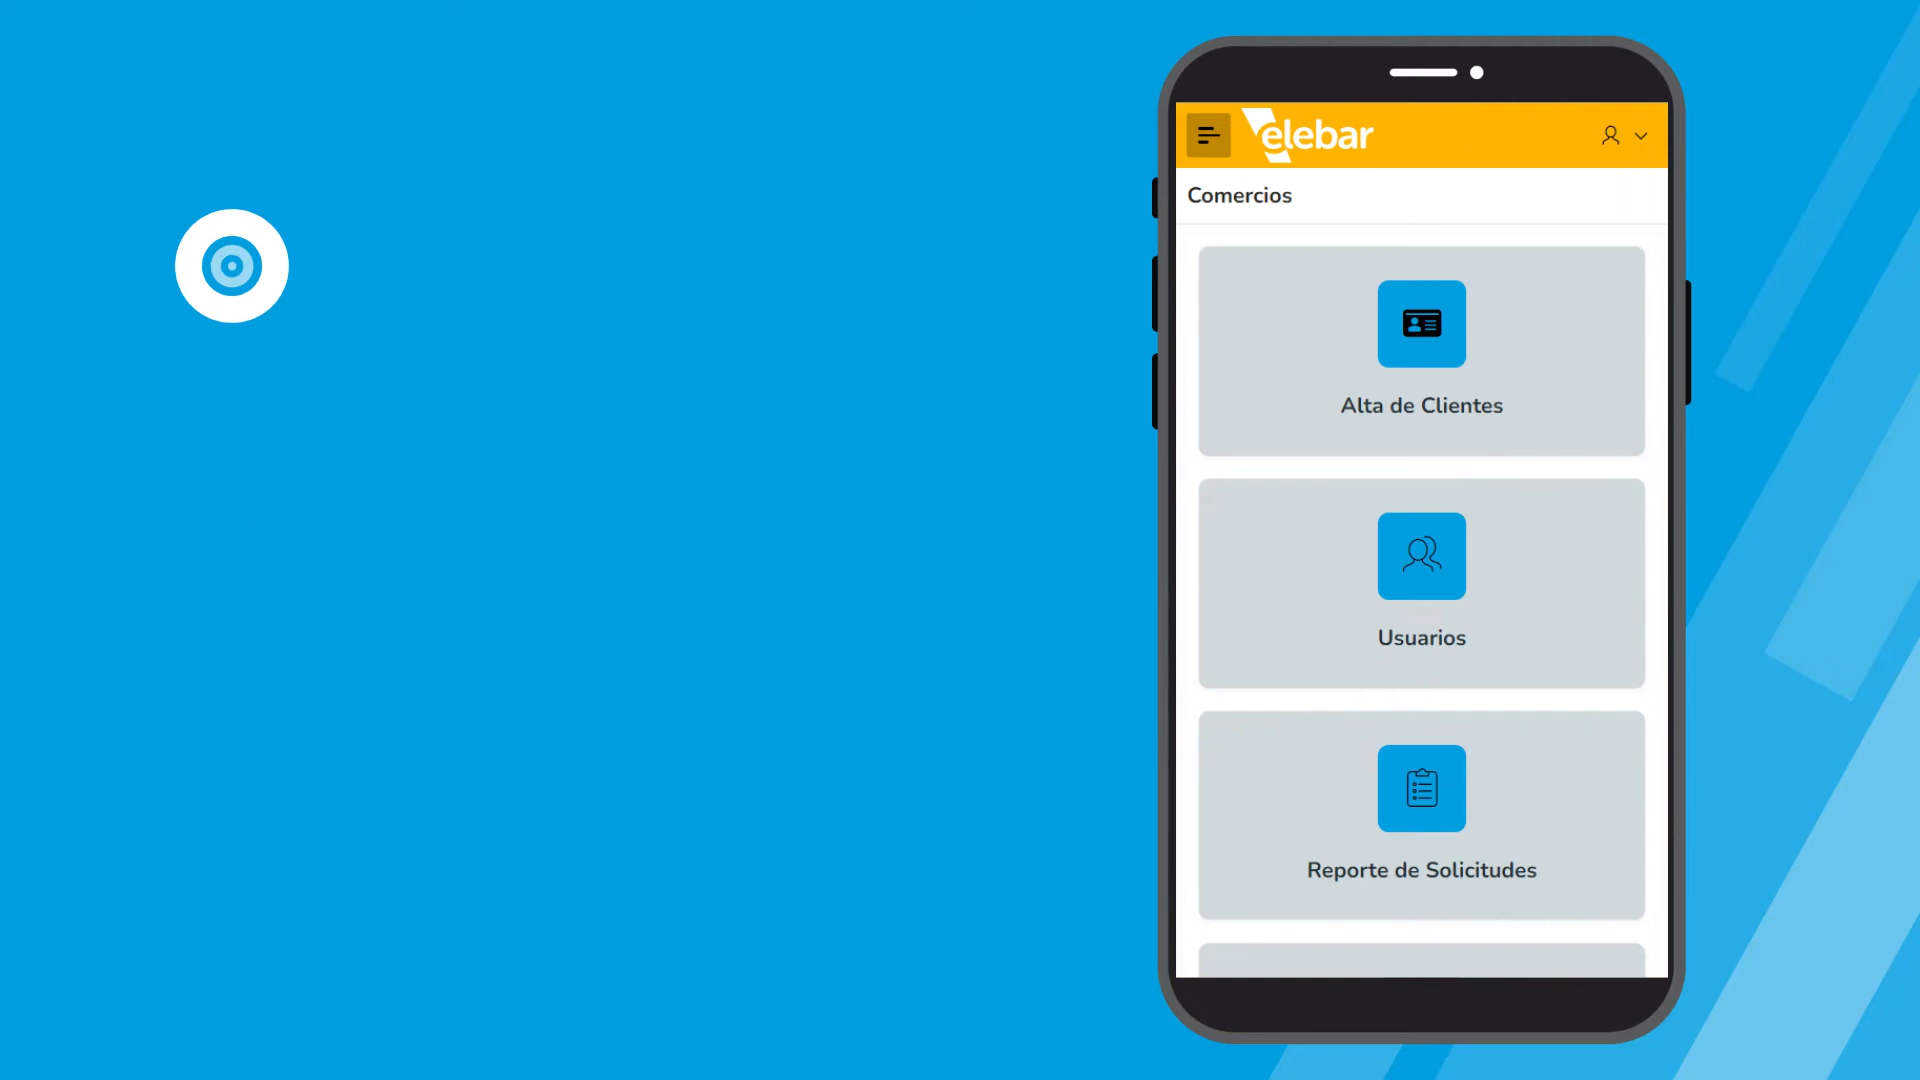 elebar
Comercios
Alta de Clientes
Usuarios
Reporte de Solicitudes